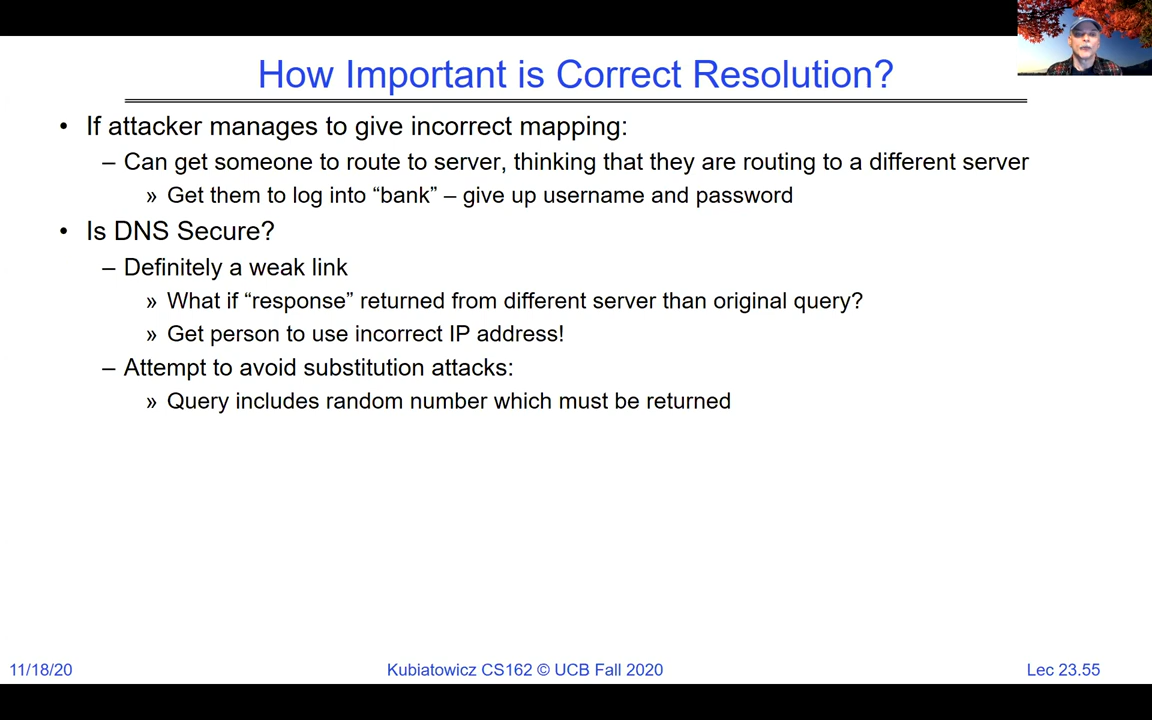 How Important is Correct Resolution?
• If attacker manages to give incorrect mapping:
– Can get someone to route to server, thinking that they are routing to a different server
» Get them to log into “bank” – give up username and password
• Is DNS Secure?
– Definitely a weak link
» What if “response” returned from different server than original query?
» Get person to use incorrect IP address!
– Attempt to avoid substitution attacks:
» Query includes random number which must be returned
11/18/20
Kubiatowicz CS162 © UCB Fall 2020
Lec 23.55